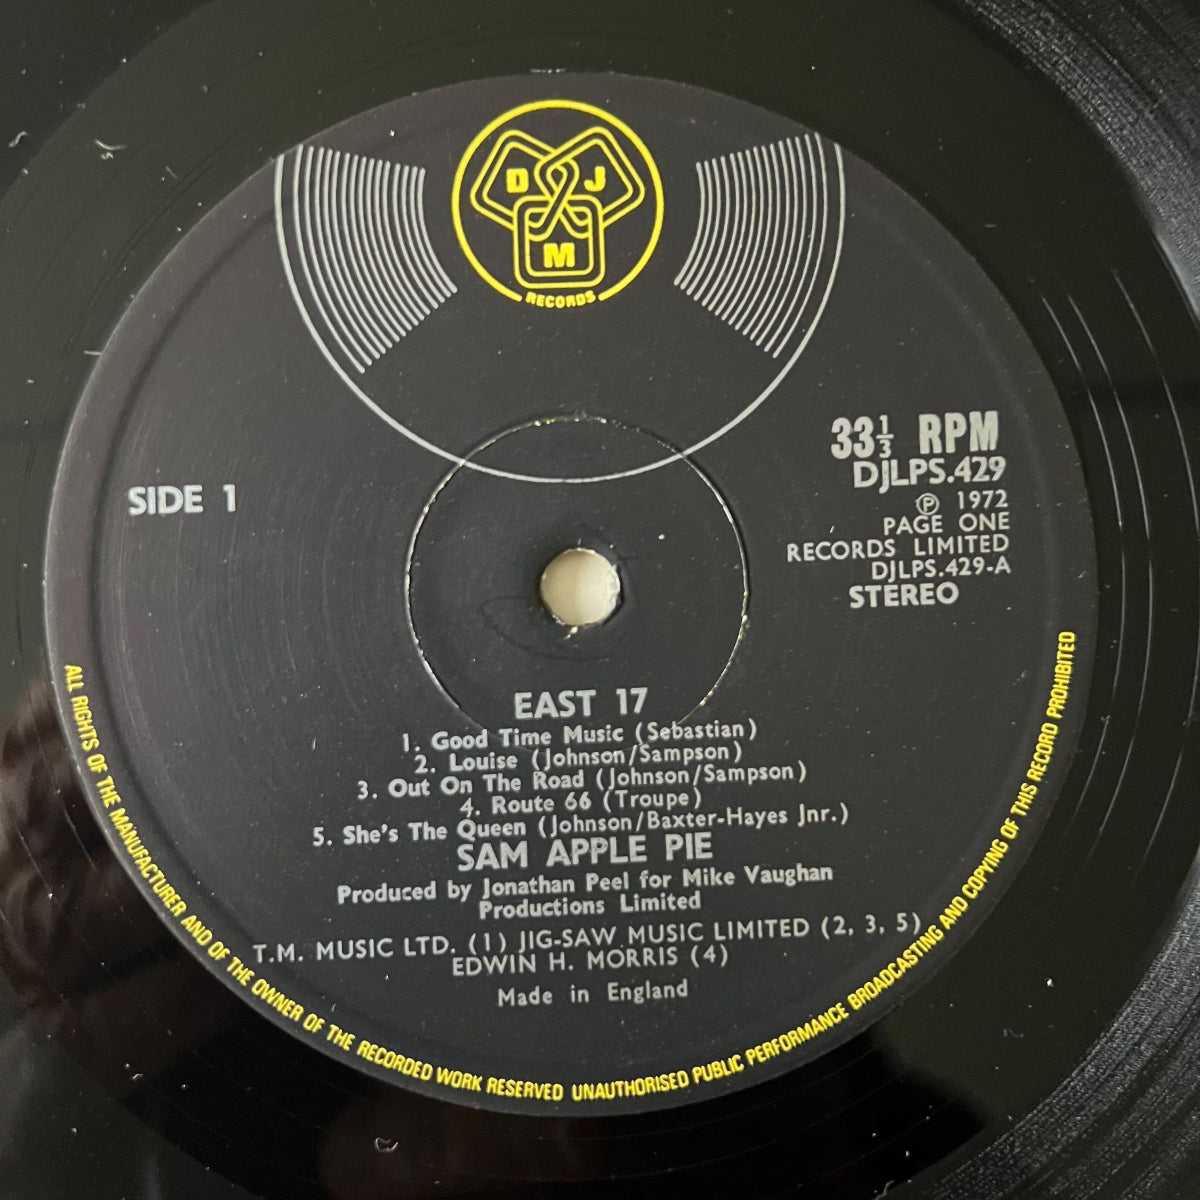 D J
M
RECORDS
33⅓ RPM
DJLPS.429
SIDE 1
Ⓟ 1972
PAGE ONE
RECORDS LIMITED
DJLPS.429-A
STEREO
EAST 17
1. Good Time Music (Sebastian)
2. Louise (Johnson/Sampson)
3. Out On The Road (Johnson/Sampson)
4. Route 66 (Troupe)
5. She's The Queen (Johnson/Baxter-Hayes Jnr.)
SAM APPLE PIE
Produced by Jonathan Peel for Mike Vaughan
Productions Limited
T.M. MUSIC LTD. (1) JIG-SAW MUSIC LIMITED (2, 3, 5)
EDWIN H. MORRIS (4)
Made in England
ALL RIGHTS OF THE MANUFACTURER AND OF THE OWNER OF THE RECORDED WORK RESERVED UNAUTHORISED PUBLIC PERFORMANCE BROADCASTING AND COPYING OF THIS RECORD PROHIBITED